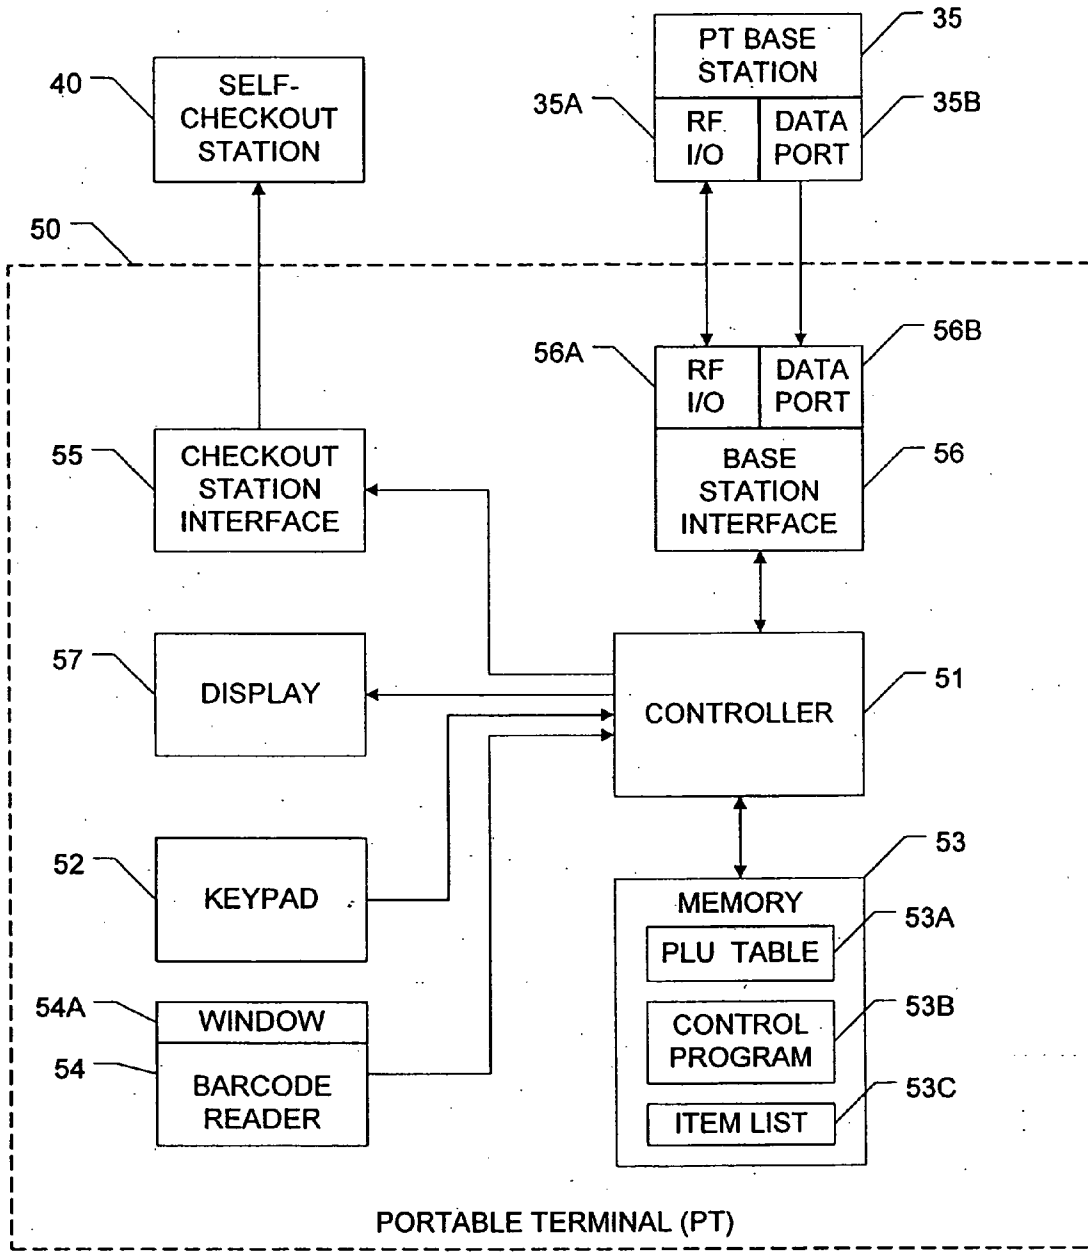 35
PT BASE
STATION
40
SELF-
CHECKOUT
STATION
35A
RF
I/O
DATA
PORT
35B
50
56A
RF
I/O
DATA
PORT
56B
55
CHECKOUT
STATION
INTERFACE
BASE
STATION
INTERFACE
56
57
DISPLAY
CONTROLLER
51
52
KEYPAD
53
MEMORY
53A
PLU TABLE
54A
WINDOW
54
BARCODE
READER
53B
CONTROL
PROGRAM
53C
ITEM LIST
PORTABLE TERMINAL (PT)